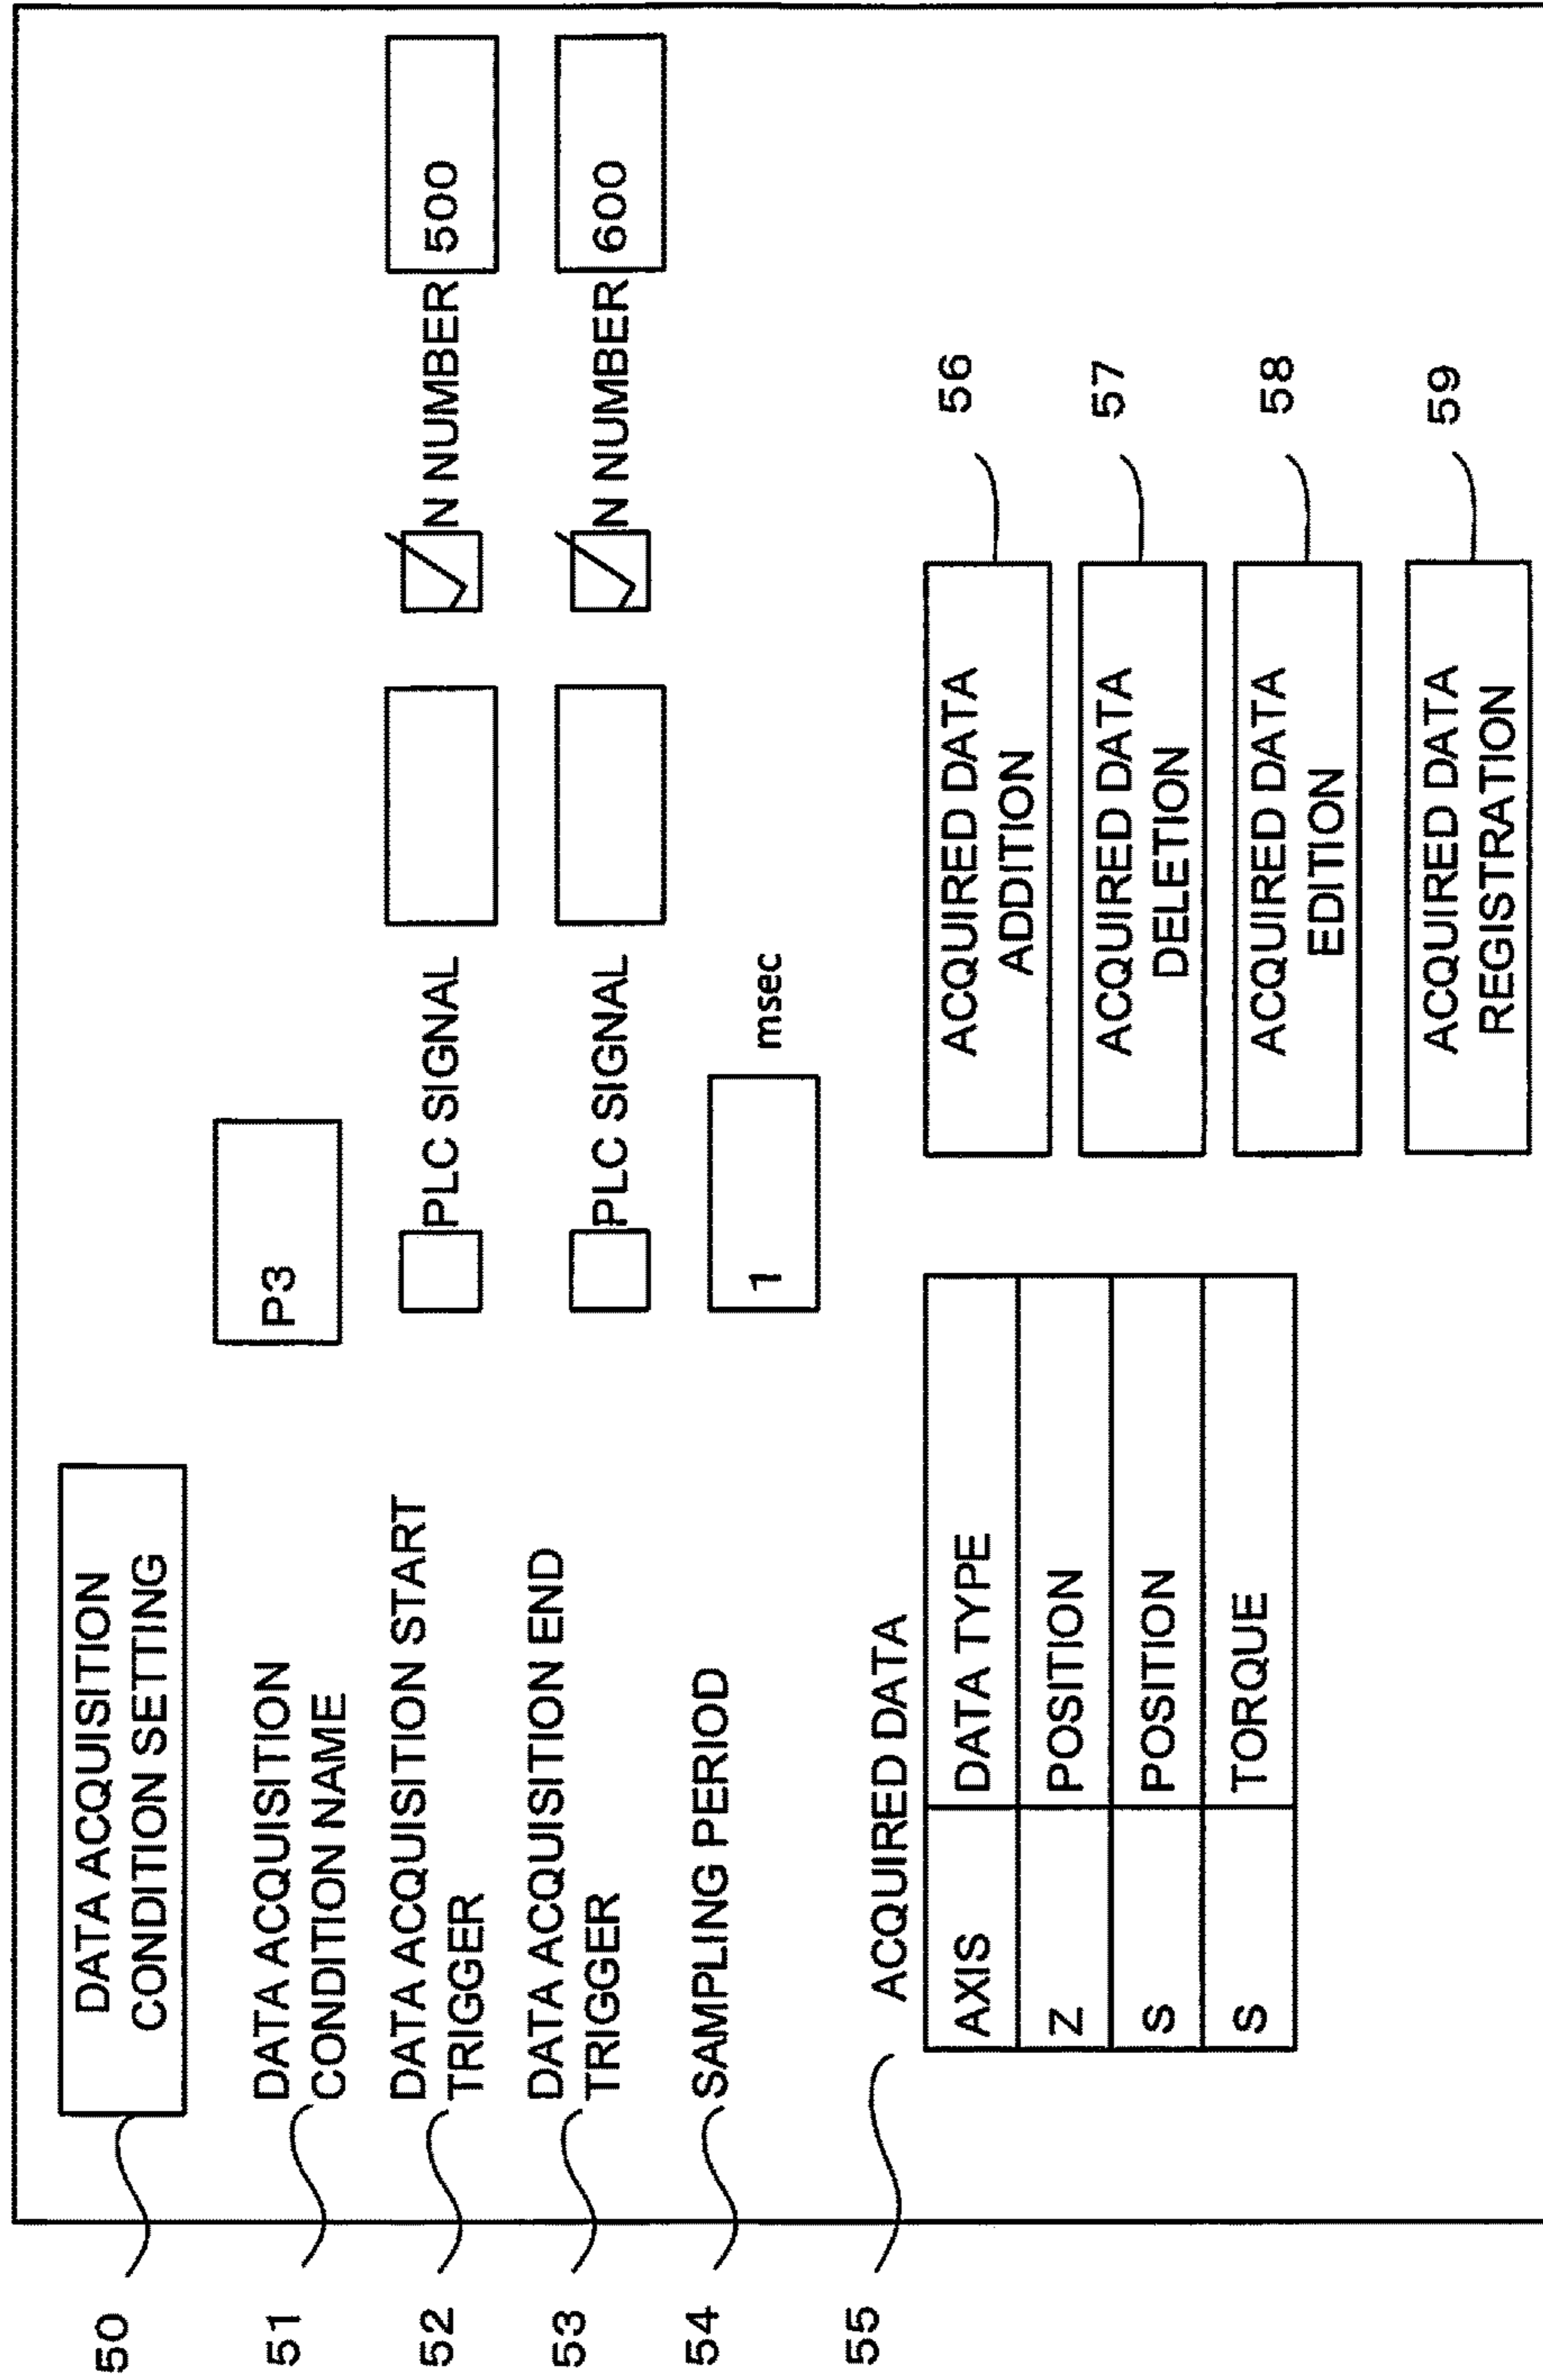 50
DATA ACQUISITION
CONDITION SETTING
51
DATA ACQUISITION
CONDITION NAME
P3
52
DATA ACQUISITION START
TRIGGER
PLC SIGNAL
N NUMBER
500
53
DATA ACQUISITION END
TRIGGER
PLC SIGNAL
N NUMBER
600
54
SAMPLING PERIOD
1
msec
55
ACQUIRED DATA
AXIS DATA TYPE
Z POSITION
S POSITION
S TORQUE
ACQUIRED DATA
ADDITION
56
ACQUIRED DATA
DELETION
57
ACQUIRED DATA
EDITION
58
ACQUIRED DATA
REGISTRATION
59